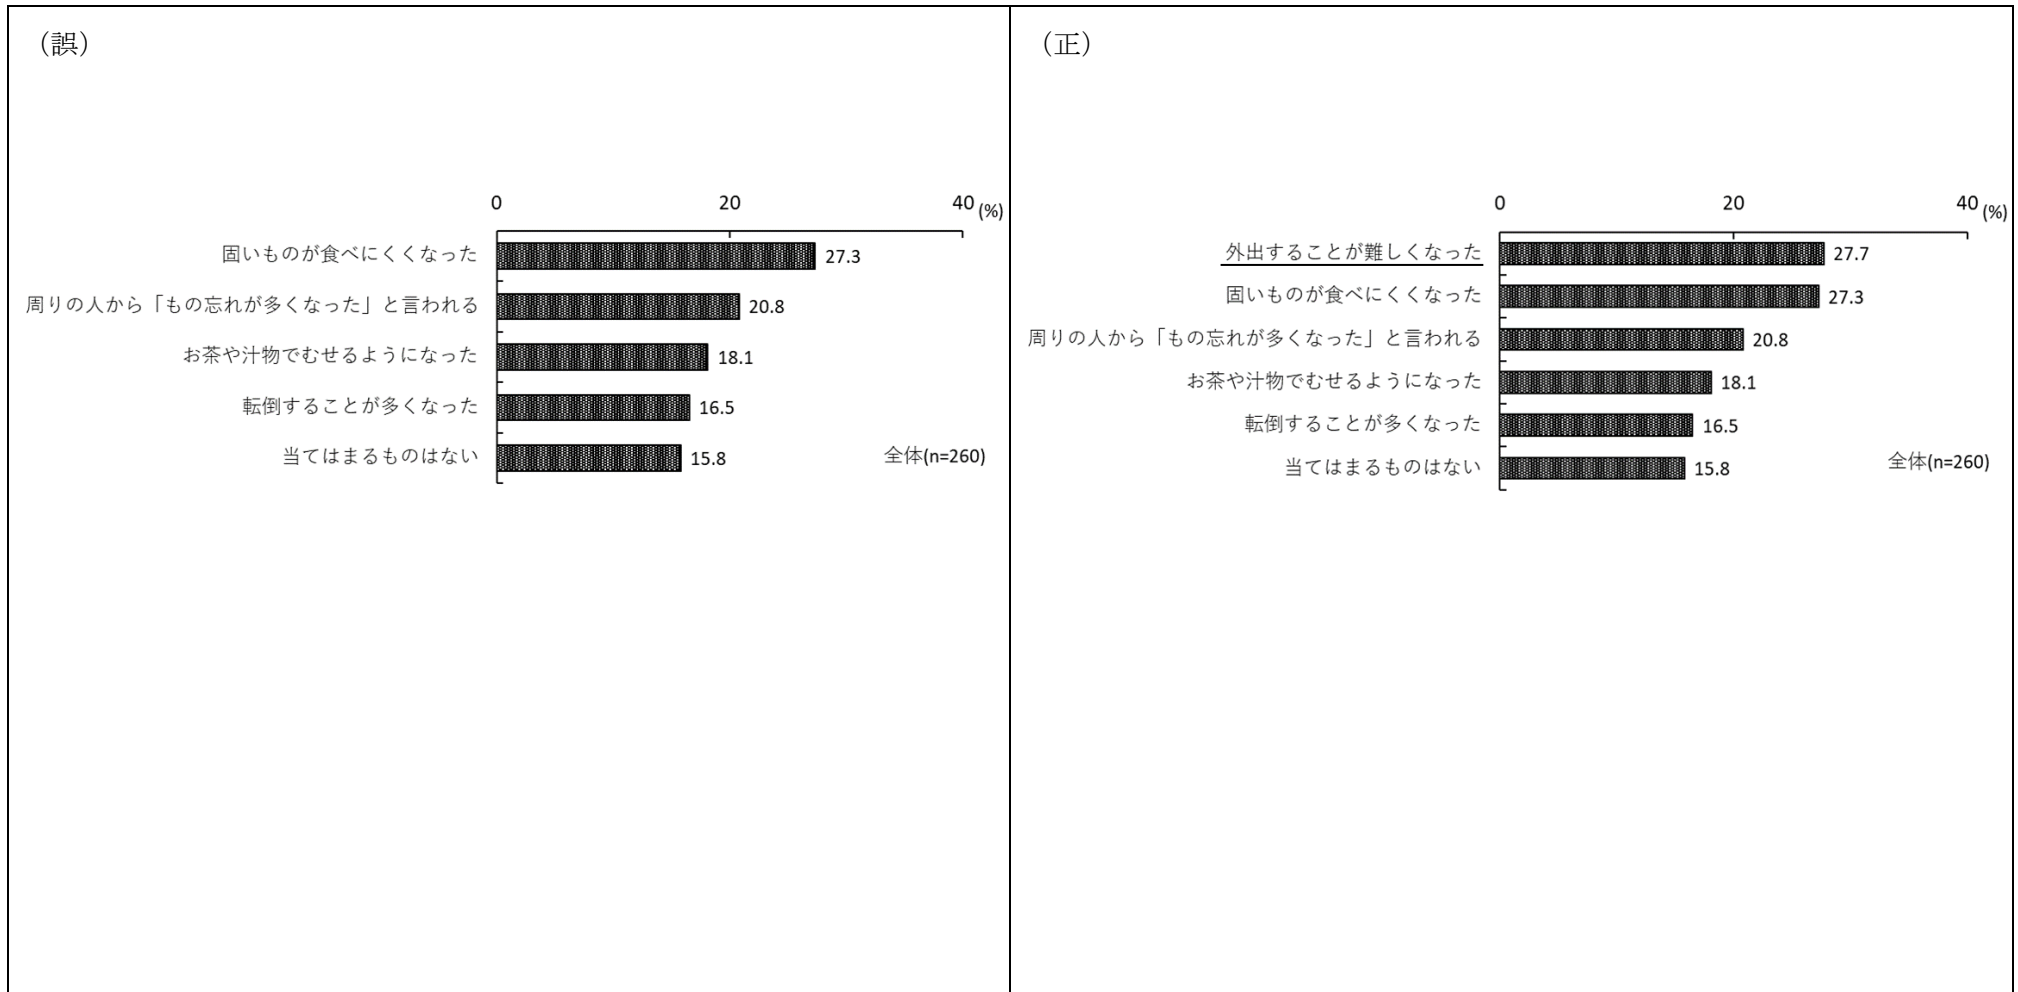 （誤）
0 20 40 (%)
固いものが食べにくくなった 27.3
周りの人から「もの忘れが多くなった」と言われる 20.8
お茶や汁物でむせるようになった 18.1
転倒することが多くなった 16.5
当てはまるものはない 15.8
全体(n=260)
（正）
0 20 40 (%)
外出することが難しくなった 27.7
固いものが食べにくくなった 27.3
周りの人から「もの忘れが多くなった」と言われる 20.8
お茶や汁物でむせるようになった 18.1
転倒することが多くなった 16.5
当てはまるものはない 15.8
全体(n=260)